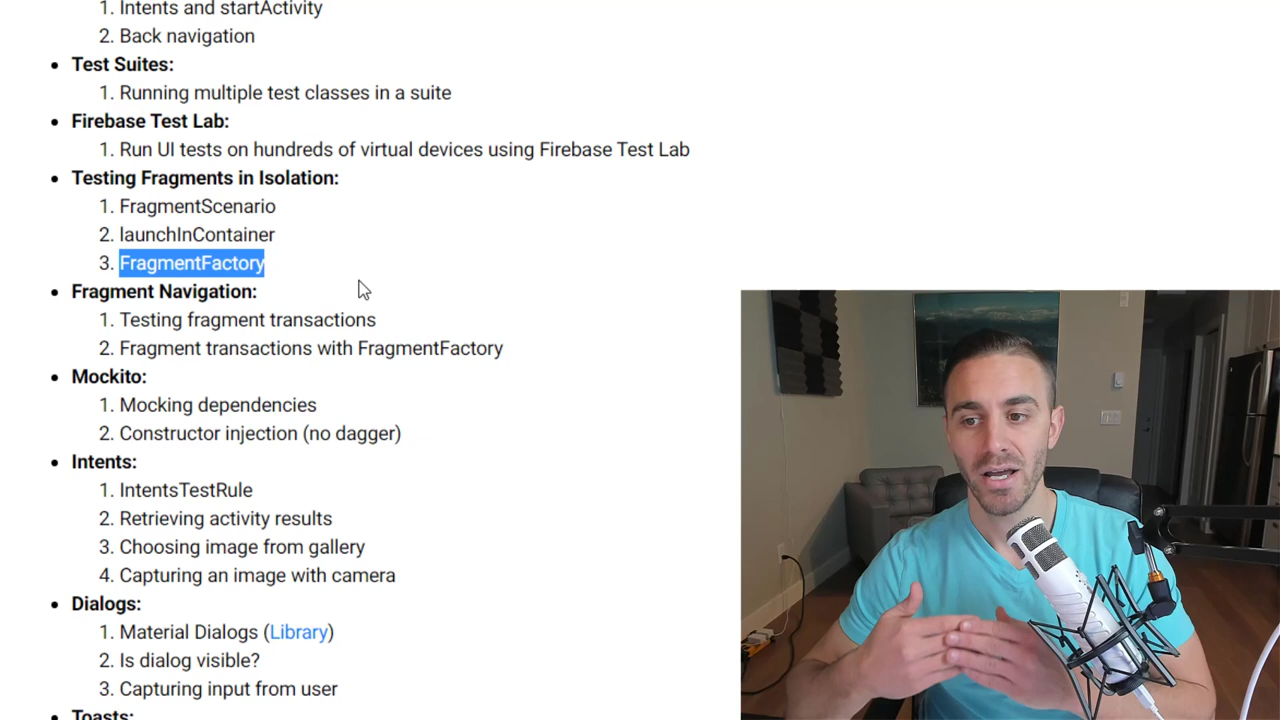 1. Intents and startActivity
2. Back navigation
• Test Suites:
1. Running multiple test classes in a suite
• Firebase Test Lab:
1. Run UI tests on hundreds of virtual devices using Firebase Test Lab
• Testing Fragments in Isolation:
1. FragmentScenario
2. launchInContainer
3. FragmentFactory
• Fragment Navigation:
1. Testing fragment transactions
2. Fragment transactions with FragmentFactory
• Mockito:
1. Mocking dependencies
2. Constructor injection (no dagger)
• Intents:
1. IntentsTestRule
2. Retrieving activity results
3. Choosing image from gallery
4. Capturing an image with camera
• Dialogs:
1. Material Dialogs (Library)
2. Is dialog visible?
3. Capturing input from user
• Toasts: